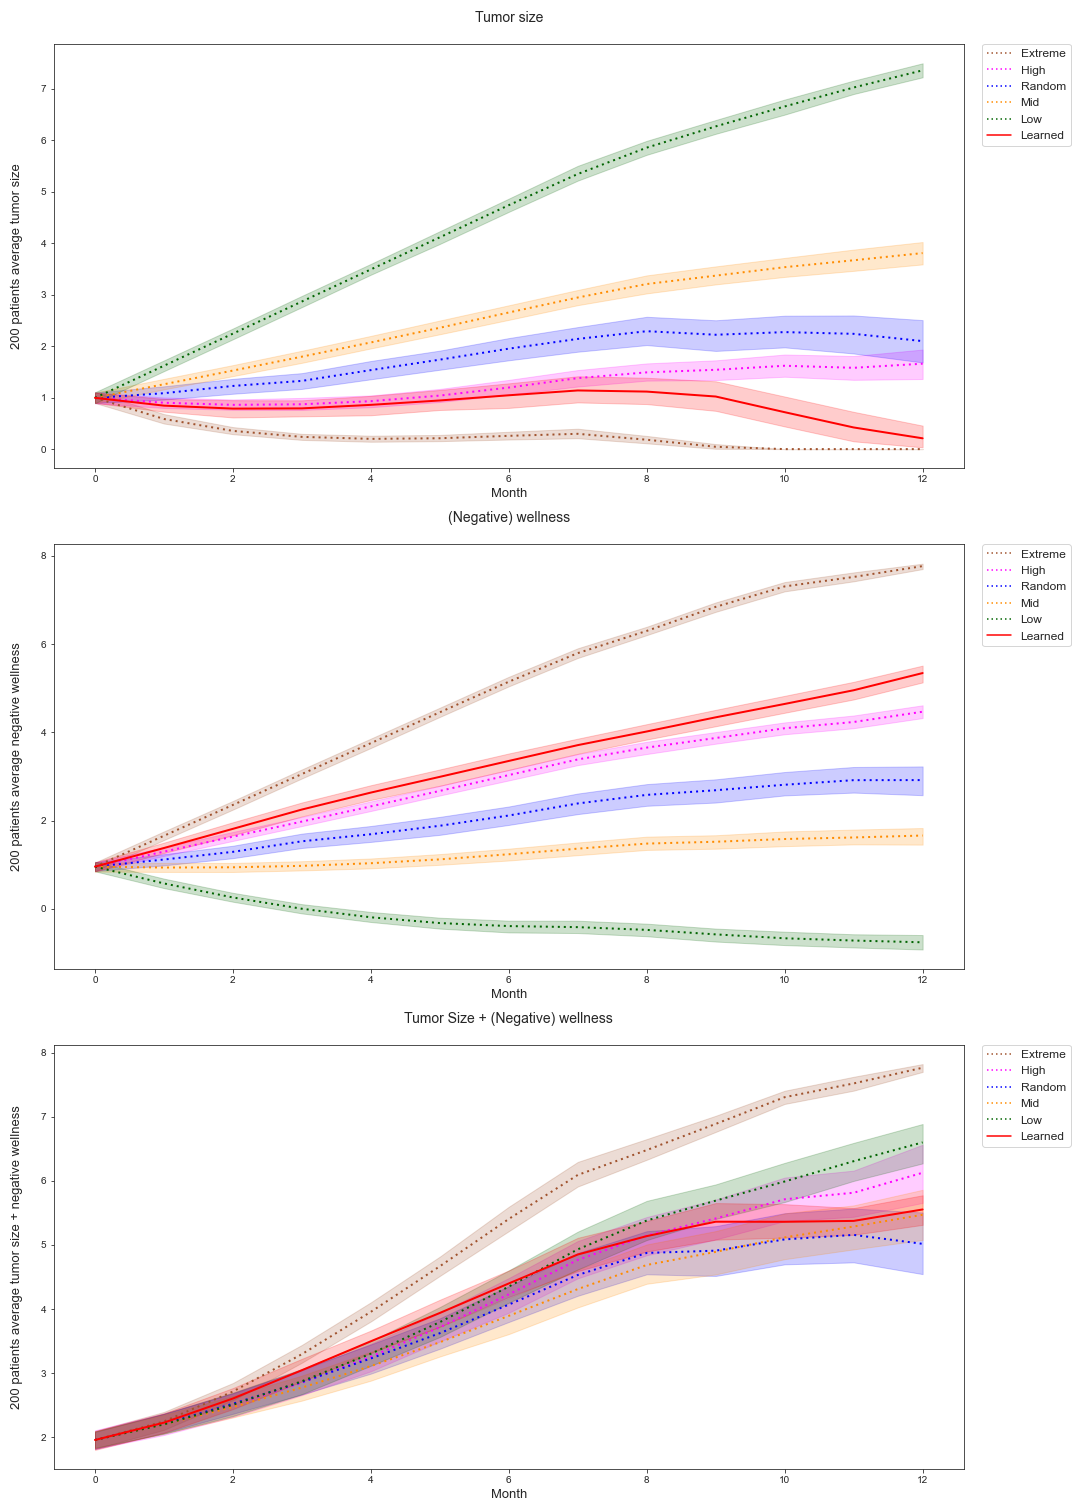 Tumor size
200 patients average tumor size
7
6
5
4
3
2
1
0
0 2 4 6 8 10 12
Month
Extreme
High
Random
Mid
Low
Learned
(Negative) wellness
200 patients average negative wellness
8
6
4
2
0
0 2 4 6 8 10 12
Month
Extreme
High
Random
Mid
Low
Learned
Tumor Size + (Negative) wellness
200 patients average tumor size + negative wellness
8
7
6
5
4
3
2
0 2 4 6 8 10 12
Month
Extreme
High
Random
Mid
Low
Learned